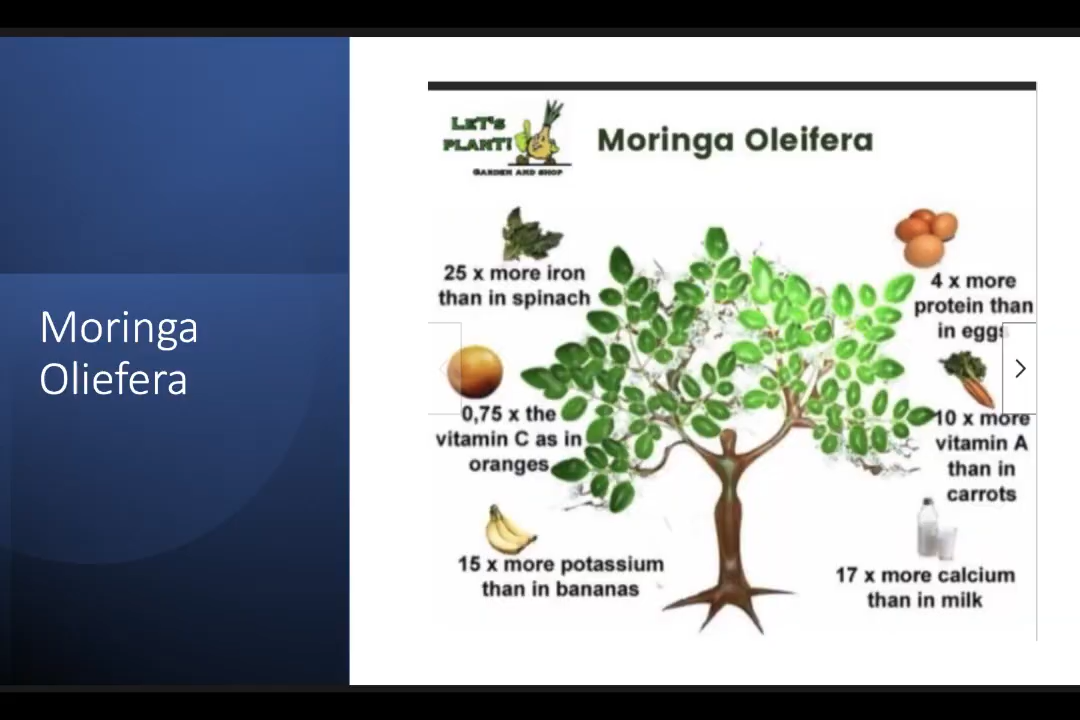 Moringa
Oliefera
LET'S
PLANT!
GARDEN AND SHOP
Moringa Oleifera
25 x more iron
than in spinach
4 x more
protein than
in eggs
0,75 x the
vitamin C as in
oranges
10 x more
vitamin A
than in
carrots
15 x more potassium
than in bananas
17 x more calcium
than in milk